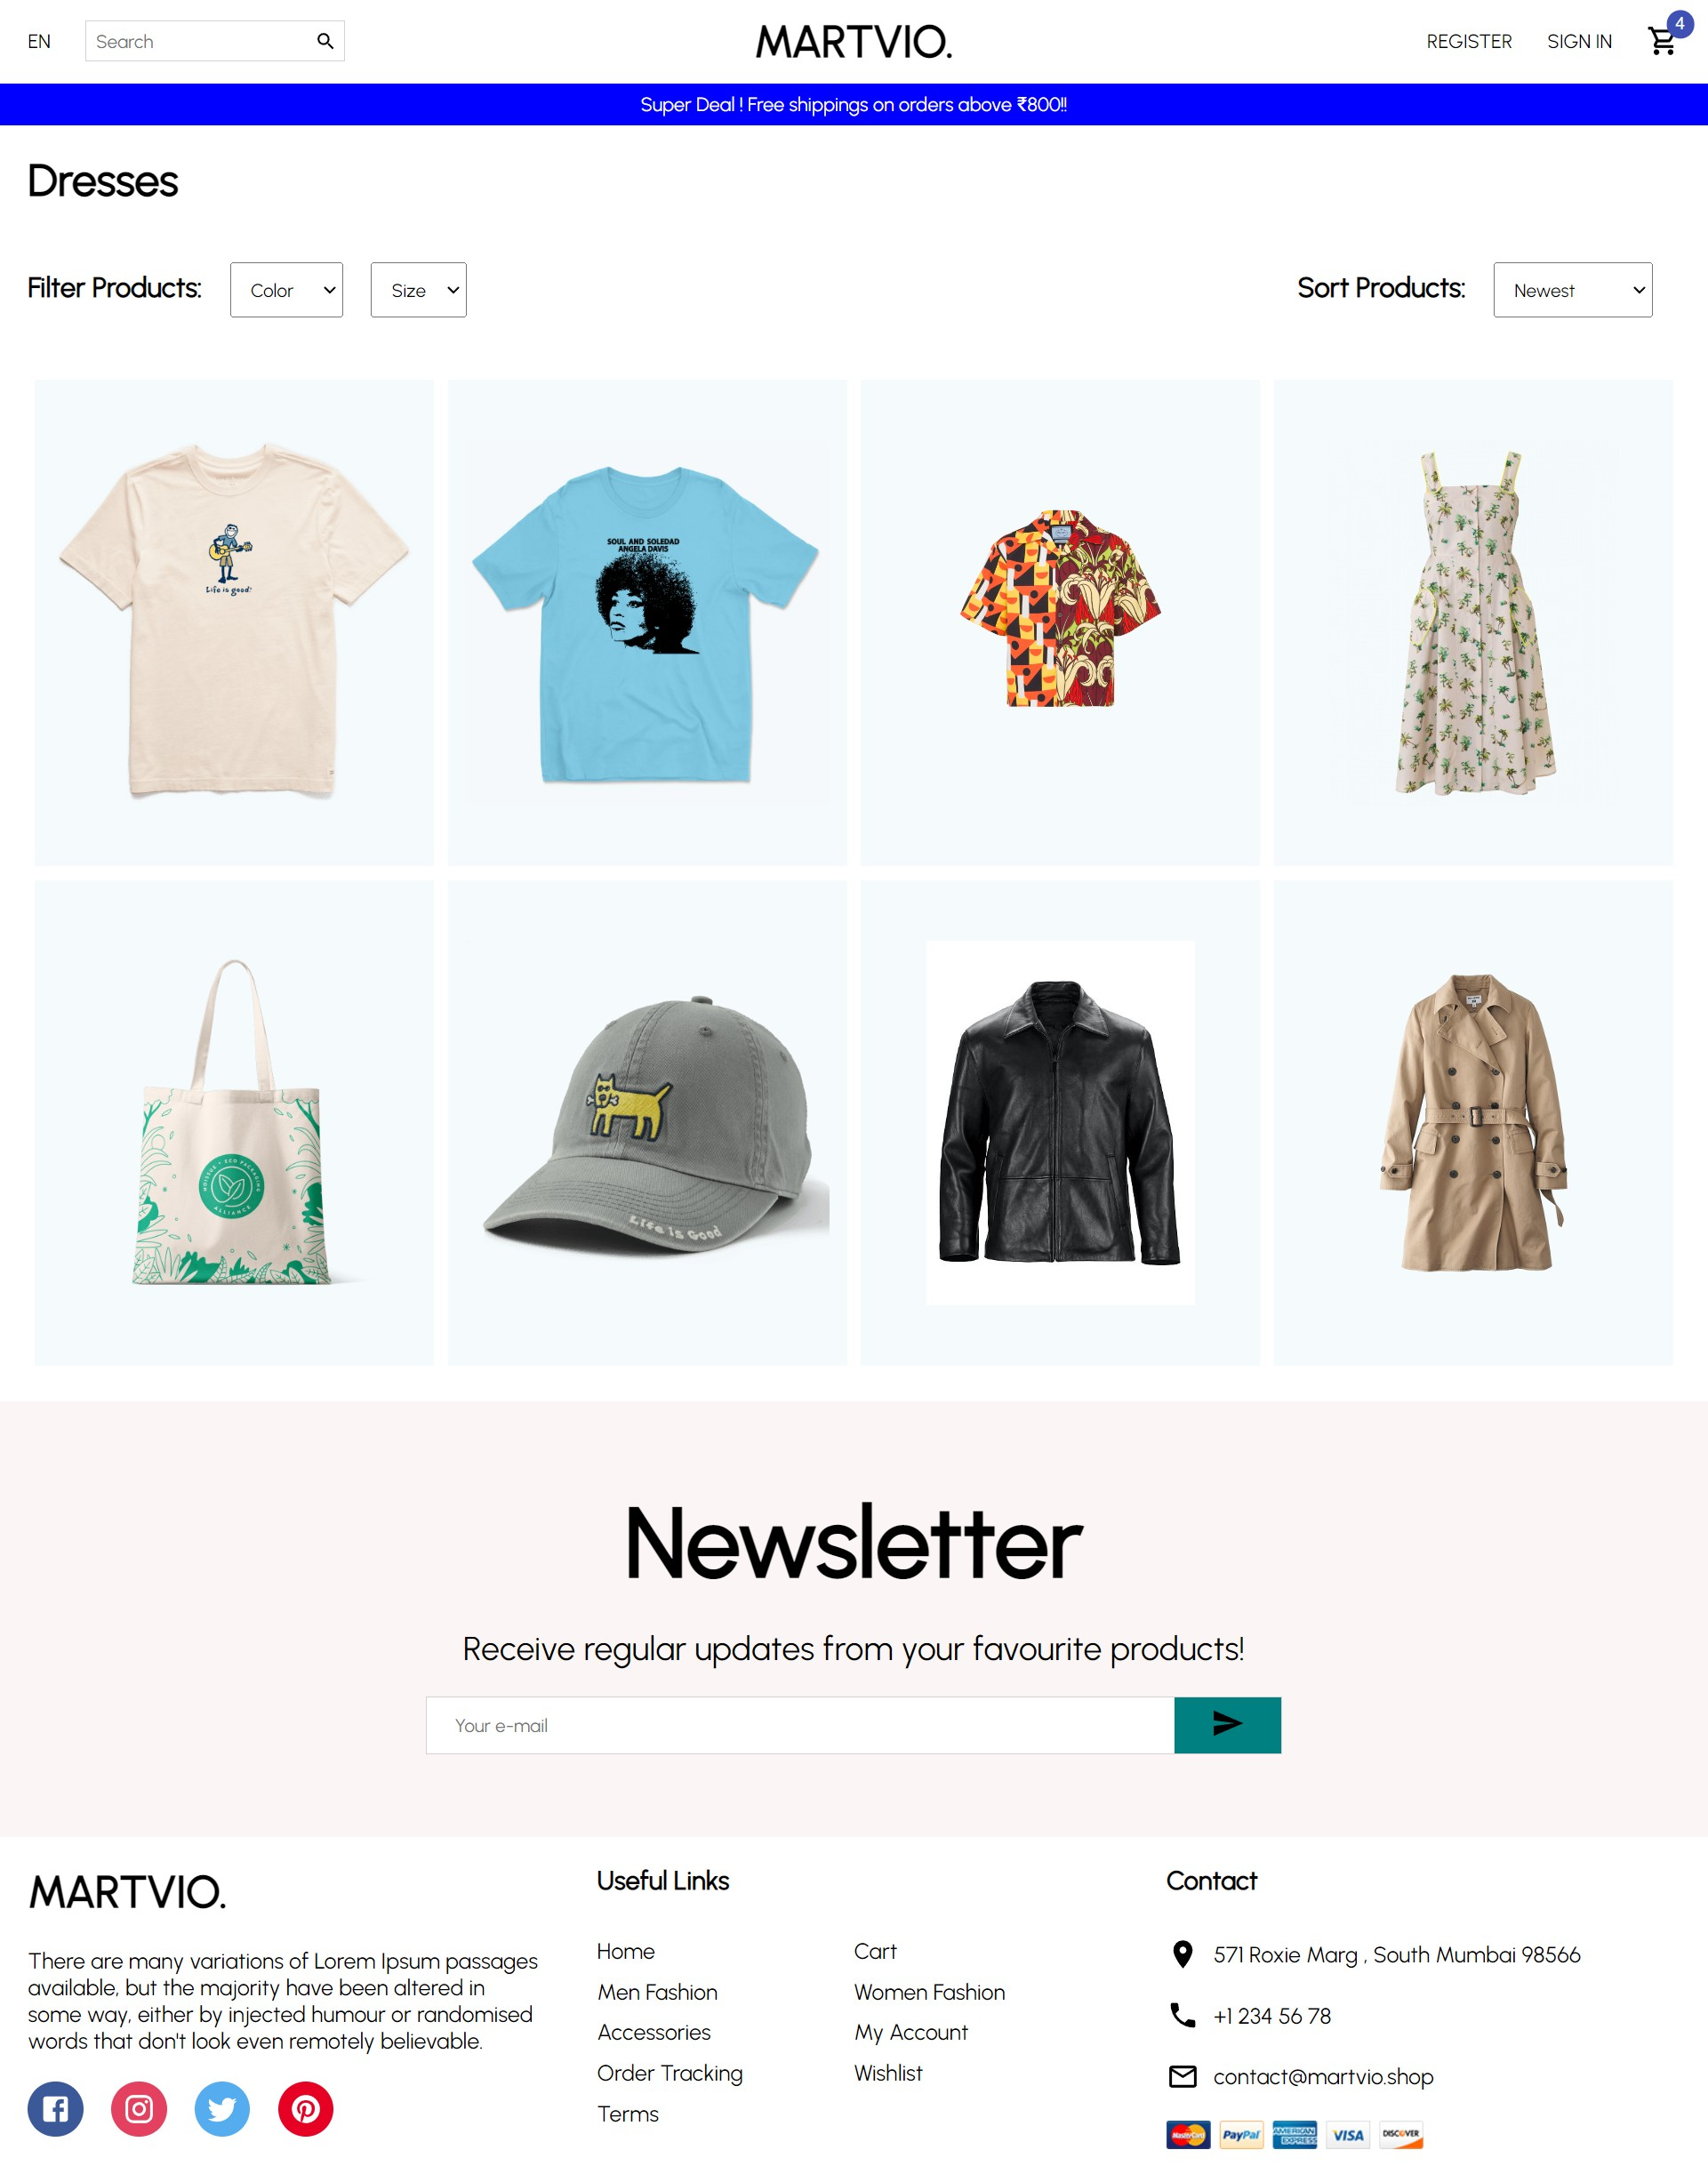 EN
Search
MARTVIO.
REGISTER
SIGN IN
4
Super Deal ! Free shippings on orders above ₹800!!
Dresses
Filter Products:
Color
Size
Sort Products:
Newest
Life is good!
SOUL AND SOLEDAD
ANGELA DAVIS
NOISSUE • ECO PACKAGING
ALLIANCE
Life is Good
Newsletter
Receive regular updates from your favourite products!
Your e-mail
MARTVIO.
There are many variations of Lorem Ipsum passages
available, but the majority have been altered in
some way, either by injected humour or randomised
words that don't look even remotely believable.
Useful Links
Home
Cart
Men Fashion
Women Fashion
Accessories
My Account
Order Tracking
Wishlist
Terms
Contact
571 Roxie Marg , South Mumbai 98566
+1 234 56 78
contact@martvio.shop
MasterCard
PayPal
AMERICAN EXPRESS
VISA
DISCOVER